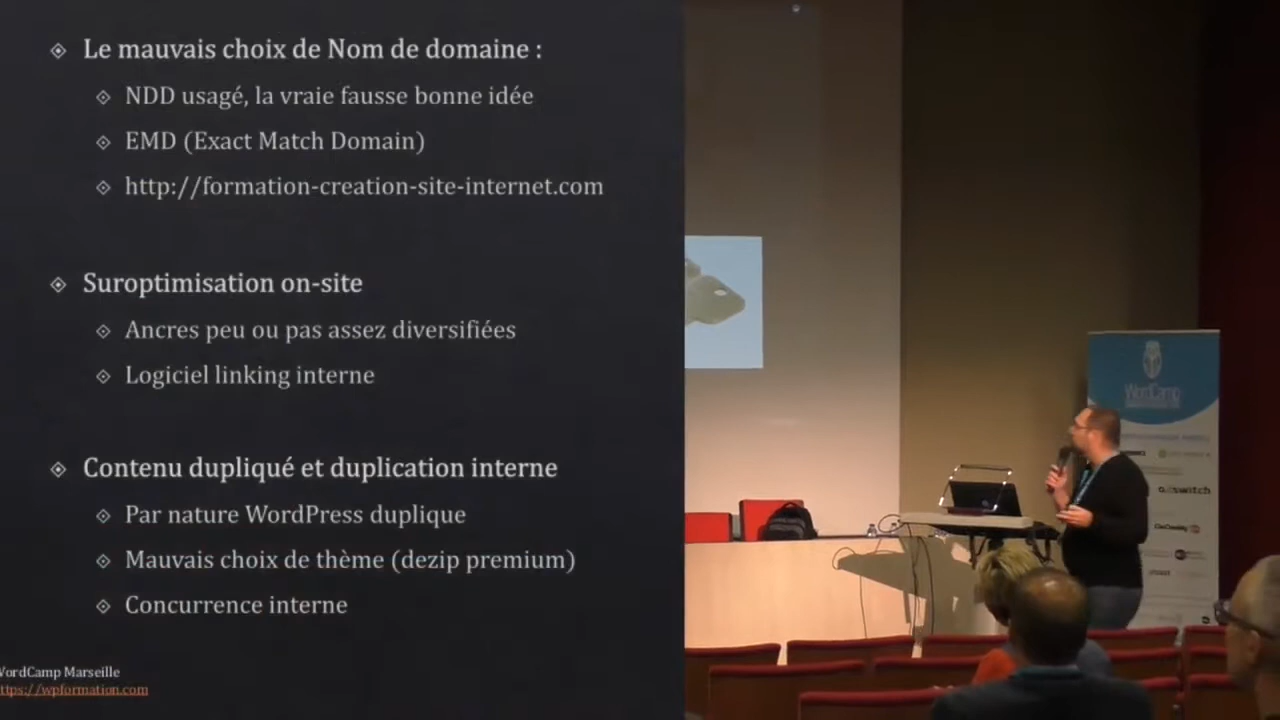 Le mauvais choix de Nom de domaine :
NDD usagé, la vraie fausse bonne idée
EMD (Exact Match Domain)
http://formation-creation-site-internet.com
Suroptimisation on-site
Ancres peu ou pas assez diversifiées
Logiciel linking interne
Contenu dupliqué et duplication interne
Par nature WordPress duplique
Mauvais choix de thème (dezip premium)
Concurrence interne
WordCamp Marseille
ttps://wpformation.com
WordCamp
o2switch